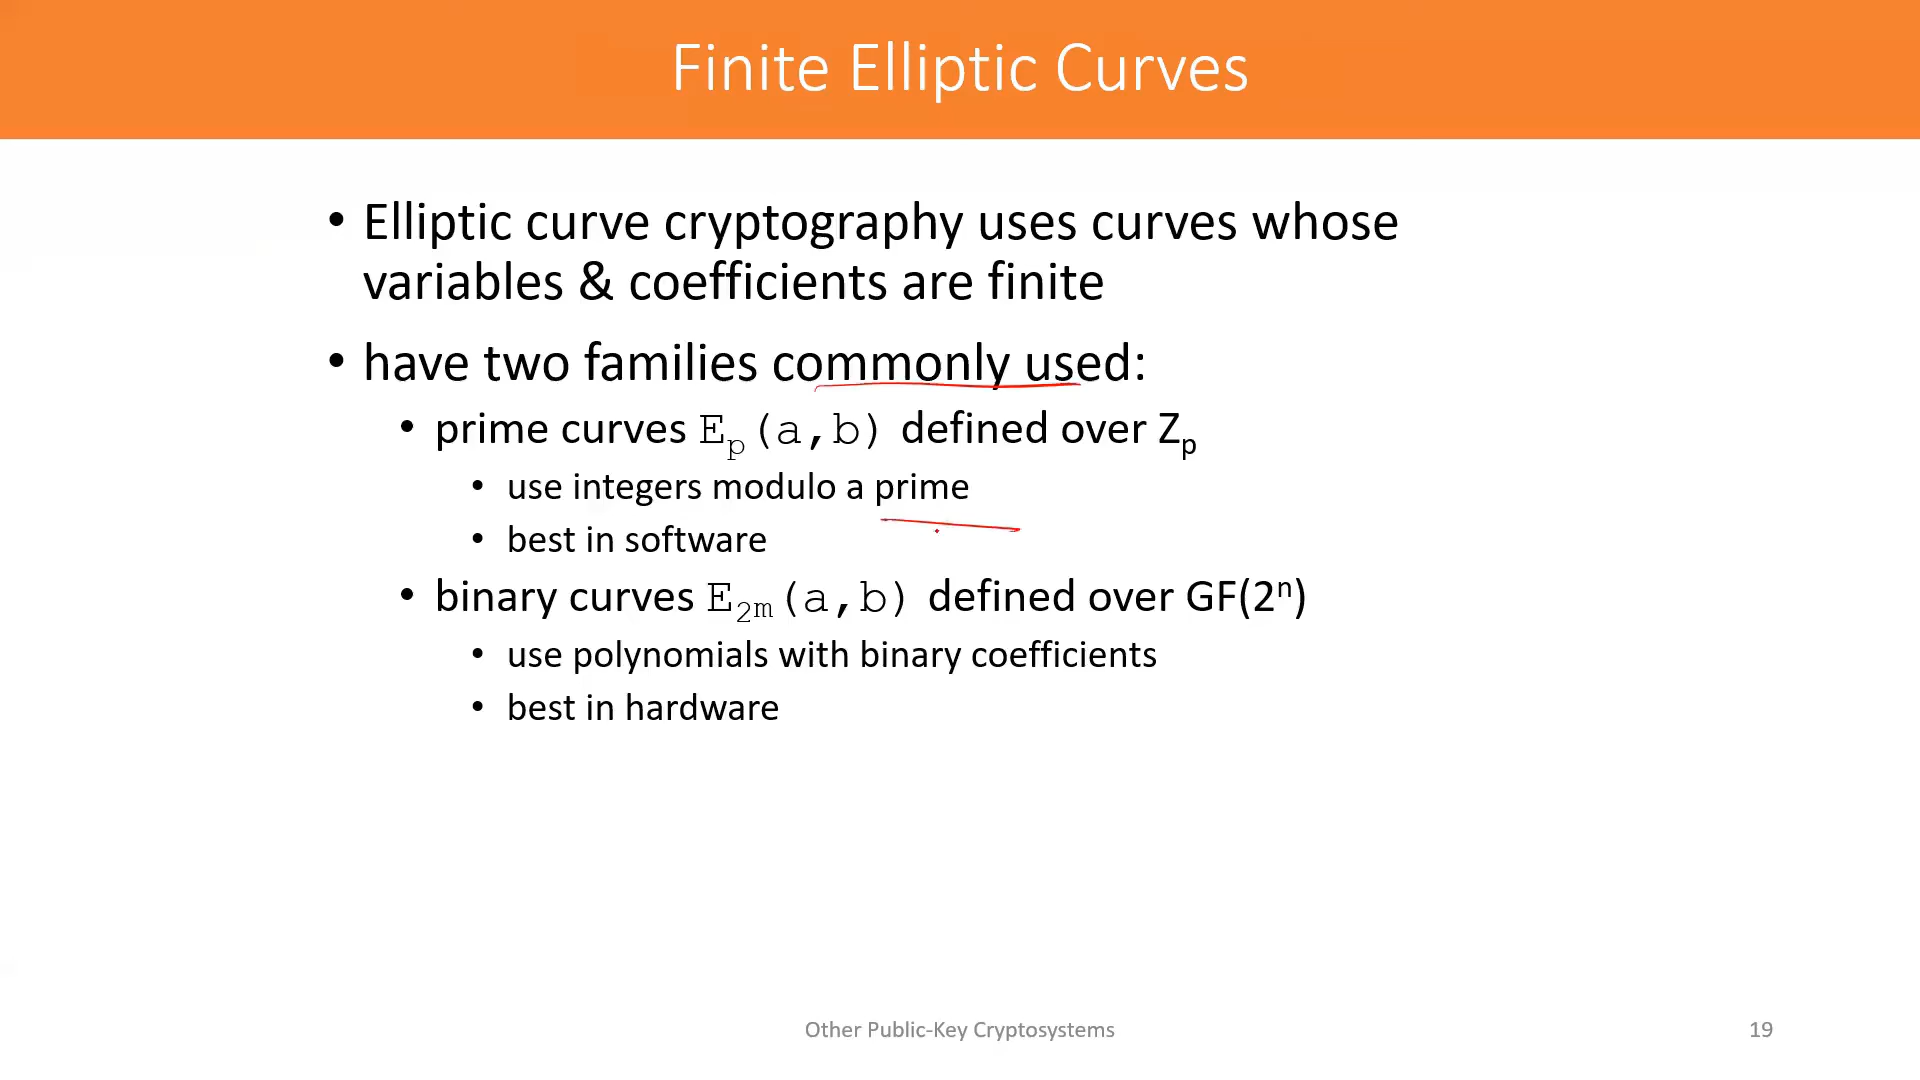 Finite Elliptic Curves
• Elliptic curve cryptography uses curves whose
variables & coefficients are finite
• have two families commonly used:
• prime curves Eₚ(a,b) defined over Zₚ
• use integers modulo a prime
• best in software
• binary curves E₂ₘ(a,b) defined over GF(2ⁿ)
• use polynomials with binary coefficients
• best in hardware
Other Public-Key Cryptosystems
19